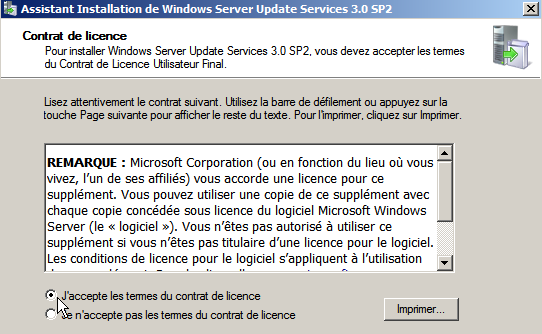 Assistant Installation de Windows Server Update Services 3.0 SP2
Contrat de licence
Pour installer Windows Server Update Services 3.0 SP2, vous devez accepter les termes
du Contrat de Licence Utilisateur Final.
Lisez attentivement le contrat suivant. Utilisez la barre de défilement ou appuyez sur la
touche Page suivante pour afficher le reste du texte. Pour l'imprimer, cliquez sur Imprimer.
REMARQUE : Microsoft Corporation (ou en fonction du lieu où vous
vivez, l’un de ses affiliés) vous accorde une licence pour ce
supplément. Vous pouvez utiliser une copie de ce supplément avec
chaque copie concédée sous licence du logiciel Microsoft Windows
Server (le « logiciel »). Vous n’êtes pas autorisé à utiliser ce
supplément si vous n’êtes pas titulaire d’une licence pour le logiciel.
Les conditions de licence pour le logiciel s’appliquent à l’utilisation
J'accepte les termes du contrat de licence
Je n'accepte pas les termes du contrat de licence
Imprimer...